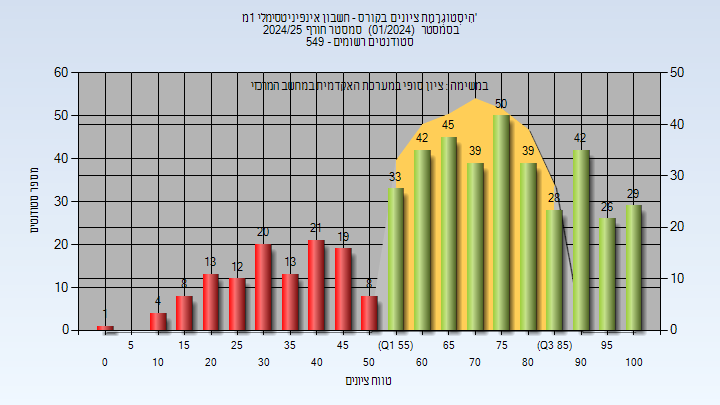 היסטוגרמת ציונים בקורס - חשבון אינפיניטסימלי 1מ'
בסמסטר (01/2024) סמסטר חורף 2024/25
סטודנטים רשומים - 549
במשימה : ציון סופי במערכת האקדמית במחשב המרכזי
מספר סטודנטים
60 50 40 30 20 10 0
50 40 30 20 10 0
1 4 8 13 12 20 13 21 19 8 33 42 45 39 50 39 28 42 26 29
5 15 25 35 45 (Q1 55) 65 75 (Q3 85) 95
0 10 20 30 40 50 60 70 80 90 100
טווח ציונים